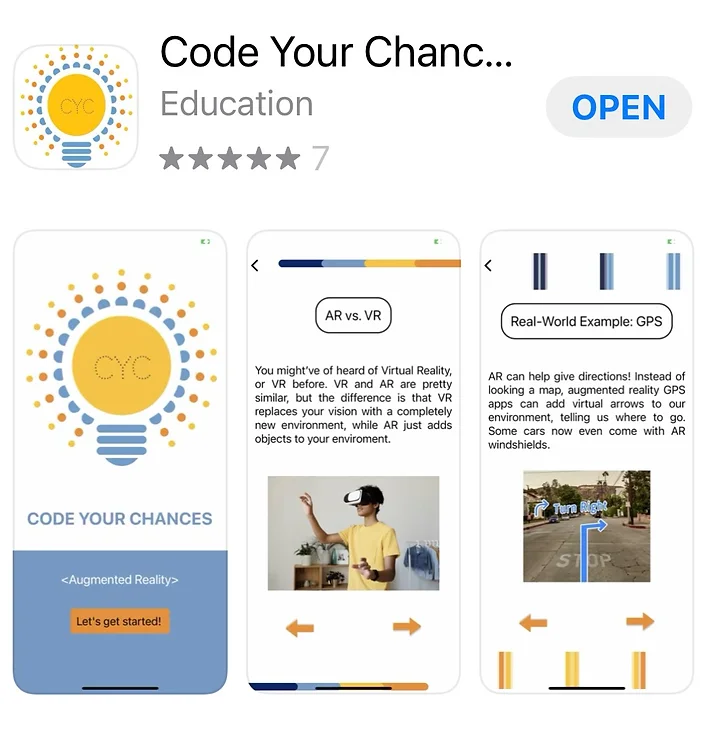 Code Your Chanc...
CYC
Education
OPEN
7
CYC
CODE YOUR CHANCES
<Augmented Reality>
Let's get started!
AR vs. VR
You might've of heard of Virtual Reality,
or VR before. VR and AR are pretty
similar, but the difference is that VR
replaces your vision with a completely
new environment, while AR just adds
objects to your enviroment.
Real-World Example: GPS
AR can help give directions! Instead of
looking a map, augmented reality GPS
apps can add virtual arrows to our
environment, telling us where to go.
Some cars now even come with AR
windshields.
Turn Right
STOP